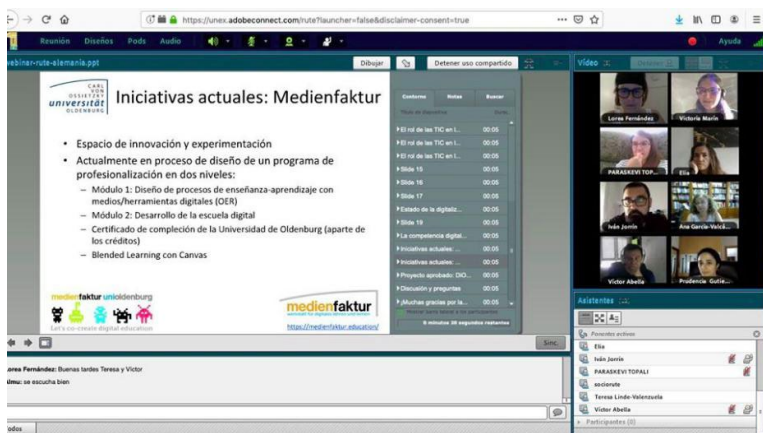 https://unex.adobeconnect.com/rute?launcher=false&disclaimer-consent=true
Reunión Diseños Pods Audio Ayuda
webinar-rute-alemania.ppt
Dibujar
Detener uso compartido
CARL
VON
OSSIETZKY
universität
OLDENBURG
Iniciativas actuales: Medienfaktur
• Espacio de innovación y experimentación
• Actualmente en proceso de diseño de un programa de
profesionalización en dos niveles:
– Módulo 1: Diseño de procesos de enseñanza-aprendizaje con
medios/herramientas digitales (OER)
– Módulo 2: Desarrollo de la escuela digital
– Certificado de compleción de la Universidad de Oldenburg (aparte de
los créditos)
– Blended Learning con Canvas
medienfaktur unioldenburg
Let's co-create digital education
medienfaktur
https://medienfaktur.education/
Contorno Notas Buscar
El rol de las TIC en l... 00:05
El rol de las TIC en l... 00:05
El rol de las TIC en l... 00:05
Slide 15 00:05
Slide 16 00:05
Slide 17 00:05
Estado de la digitaliz... 00:05
Slide 19 00:05
La competencia digital... 00:05
Iniciativas actuales: ... 00:05
Iniciativas actuales: ... 00:05
Proyecto aprobado: DiO... 00:05
Discusión y preguntas 00:05
¡Muchas gracias por la... 00:05
6 minutos 38 segundos restantes
Sinc.
Lorea Fernández: Buenas tardes Teresa y Victor
Almu: se escucha bien
Todos
Vídeo
Detener
Lorea Fernández
Victoria Marín
PARASKEVI TOP...
Elia
Iván Jorrín
Ana García-Valcá...
Victor Abella
Prudencia Gutié...
Asistentes
Ponentes activos
Elia
Iván Jorrín
PARASKEVI TOPALI
sociorute
Teresa Linde-Valenzuela
Victor Abella
Participantes (0)